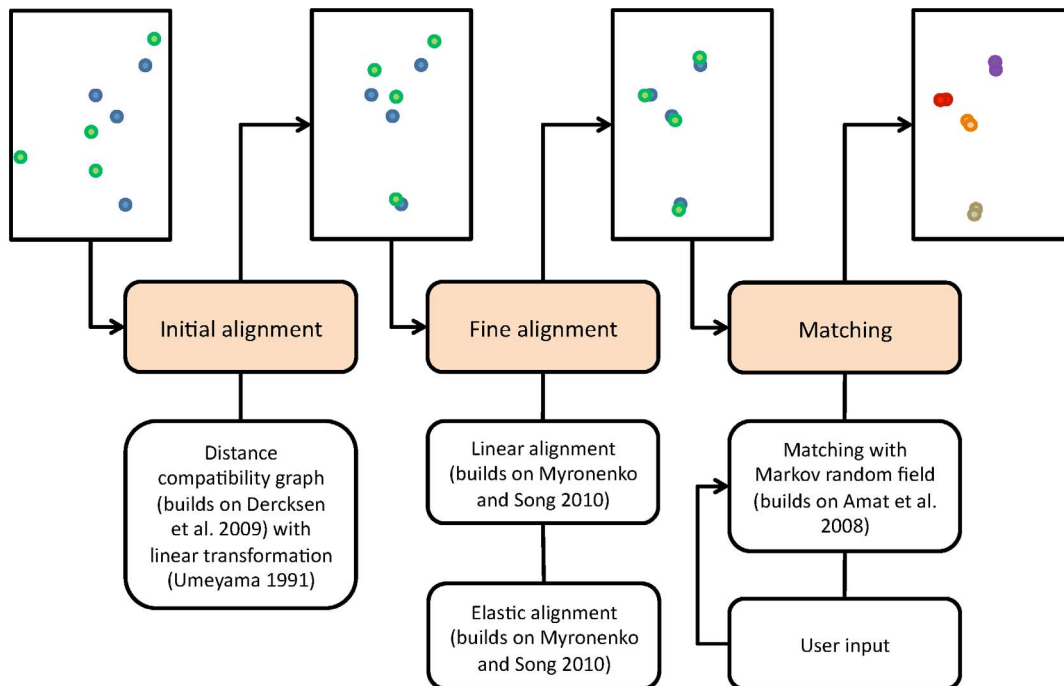 Initial alignment
Fine alignment
Matching
Distance
compatibility graph
(builds on Dercksen
et al. 2009) with
linear transformation
(Umeyama 1991)
Linear alignment
(builds on Myronenko
and Song 2010)
Matching with
Markov random field
(builds on Amat et al.
2008)
Elastic alignment
(builds on Myronenko
and Song 2010)
User input